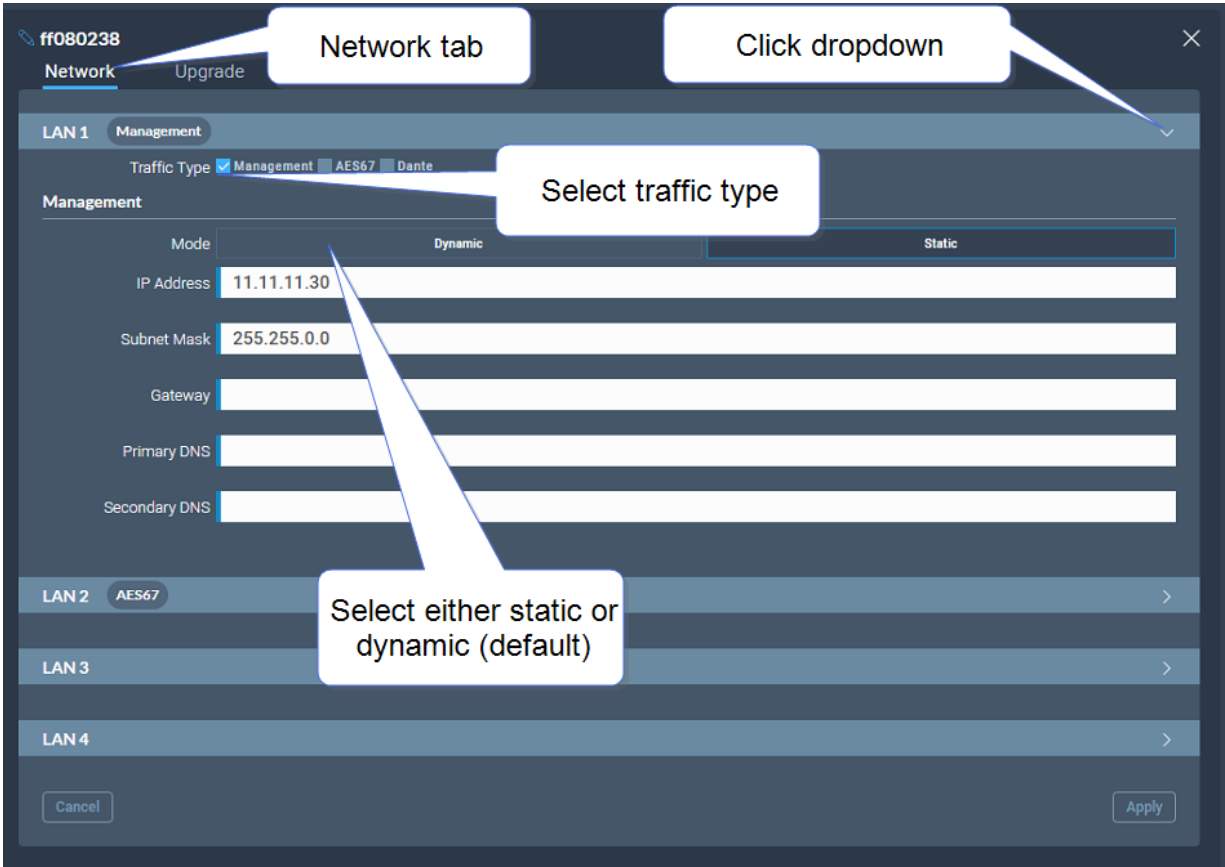 ff080238
Network tab
Click dropdown
Network Upgrade
LAN 1 Management
Traffic Type Management AES67 Dante
Select traffic type
Management
Mode Dynamic Static
IP Address 11.11.11.30
Subnet Mask 255.255.0.0
Gateway
Primary DNS
Secondary DNS
Select either static or
dynamic (default)
LAN 2 AES67
LAN 3
LAN 4
Cancel Apply